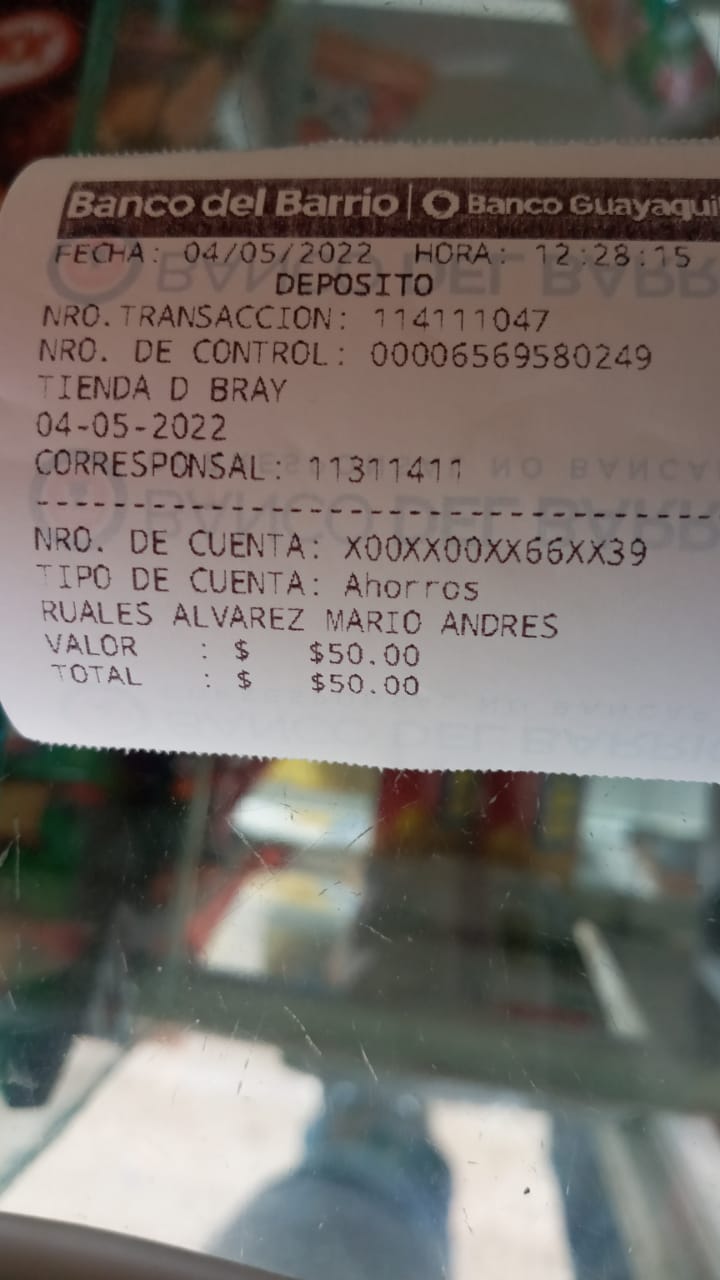 Banco del Barrio | Banco Guayaquil
FECHA: 04/05/2022 HORA: 12:28:15
DEPOSITO
NRO.TRANSACCION: 114111047
NRO. DE CONTROL: 00006569580249
TIENDA D BRAY
04-05-2022
CORRESPONSAL: 11311411
--------------------------------------------------
NRO. DE CUENTA: X00XX00XX66XX39
TIPO DE CUENTA: Ahorros
RUALES ALVAREZ MARIO ANDRES
VALOR : $ $50.00
TOTAL : $ $50.00